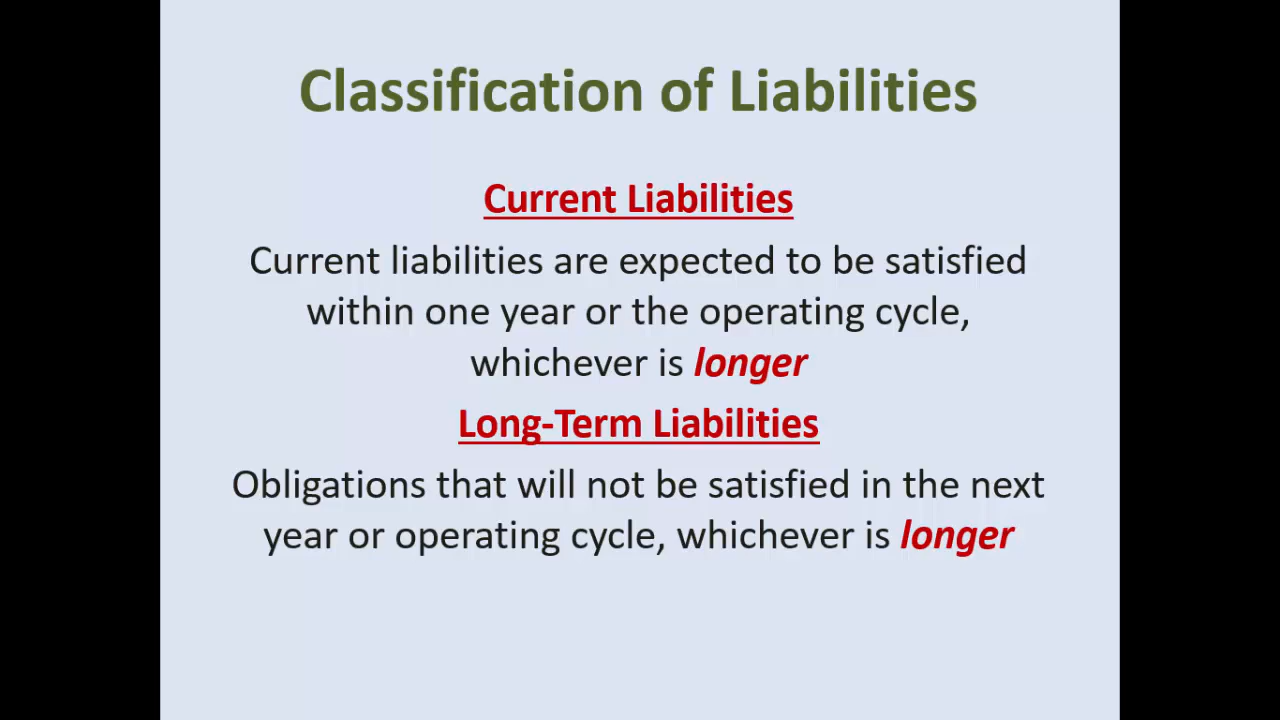 Classification of Liabilities
Current Liabilities
Current liabilities are expected to be satisfied
within one year or the operating cycle,
whichever is longer
Long-Term Liabilities
Obligations that will not be satisfied in the next
year or operating cycle, whichever is longer